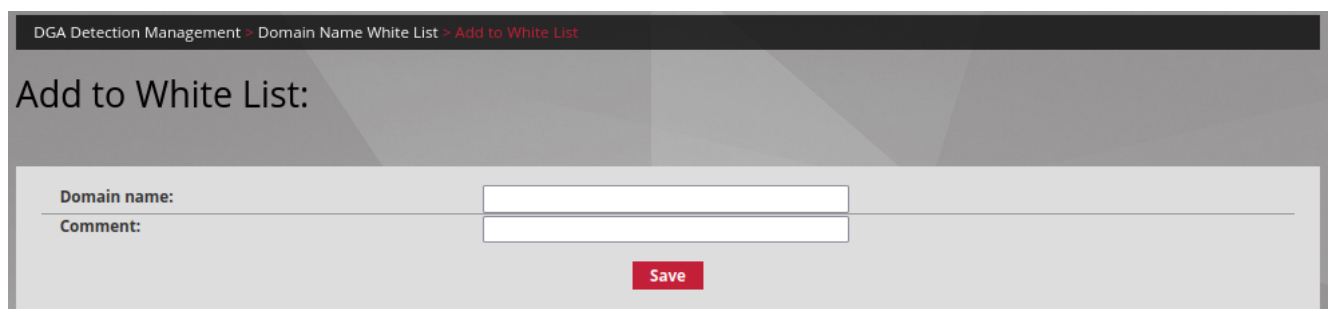 DGA Detection Management > Domain Name White List > Add to White List
Add to White List:
Domain name:
Comment:
Save